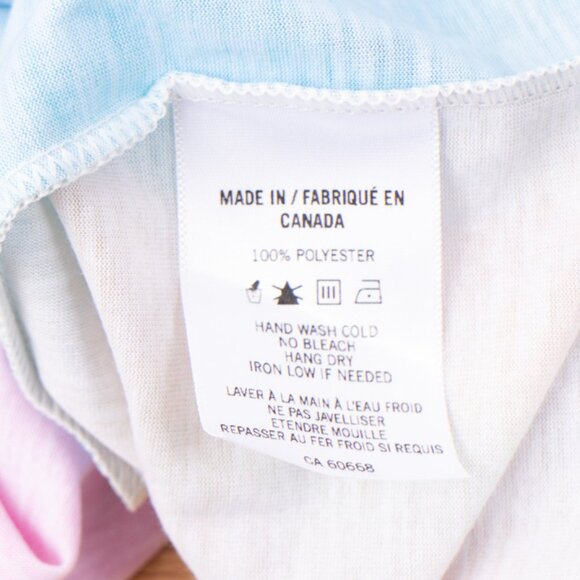 MADE IN / FABRIQUÉ EN
CANADA
100% POLYESTER
HAND WASH COLD
NO BLEACH
HANG DRY
IRON LOW IF NEEDED
LAVER À LA MAIN À L'EAU FROID
NE PAS JAVELLISER
ETENDRE MOUILLE
REPASSER AU FER FROID SI REQUIS
CA 60668